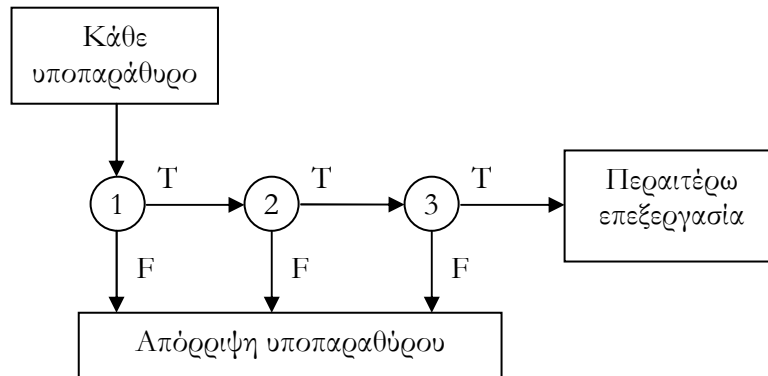 Κάθε
υποπαράθυρο
T
T
T
1
2
3
Περαιτέρω
επεξεργασία
F
F
F
Απόρριψη υποπαραθύρου